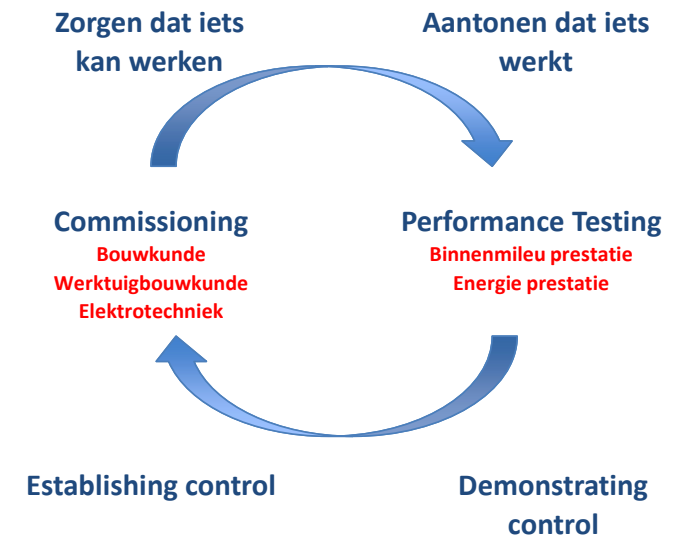 Zorgen dat iets
kan werken
Aantonen dat iets
werkt
Commissioning
Bouwkunde
Werktuigbouwkunde
Elektrotechniek
Performance Testing
Binnenmileu prestatie
Energie prestatie
Establishing control
Demonstrating
control